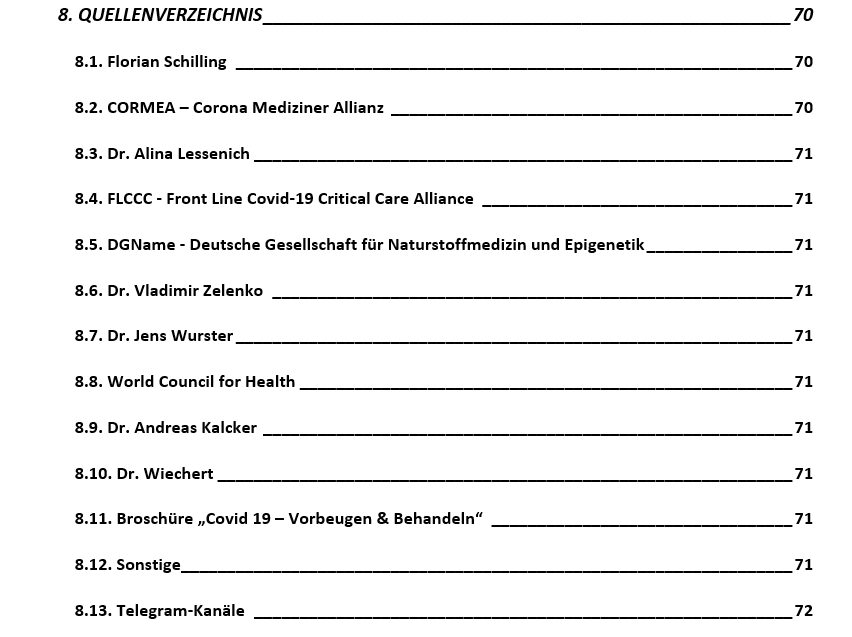 8. QUELLENVERZEICHNIS 70
8.1. Florian Schilling 70
8.2. CORMEA – Corona Mediziner Allianz 70
8.3. Dr. Alina Lessenich 71
8.4. FLCCC - Front Line Covid-19 Critical Care Alliance 71
8.5. DGName - Deutsche Gesellschaft für Naturstoffmedizin und Epigenetik 71
8.6. Dr. Vladimir Zelenko 71
8.7. Dr. Jens Wurster 71
8.8. World Council for Health 71
8.9. Dr. Andreas Kalcker 71
8.10. Dr. Wiechert 71
8.11. Broschüre „Covid 19 – Vorbeugen & Behandeln“ 71
8.12. Sonstige 71
8.13. Telegram-Kanäle 72